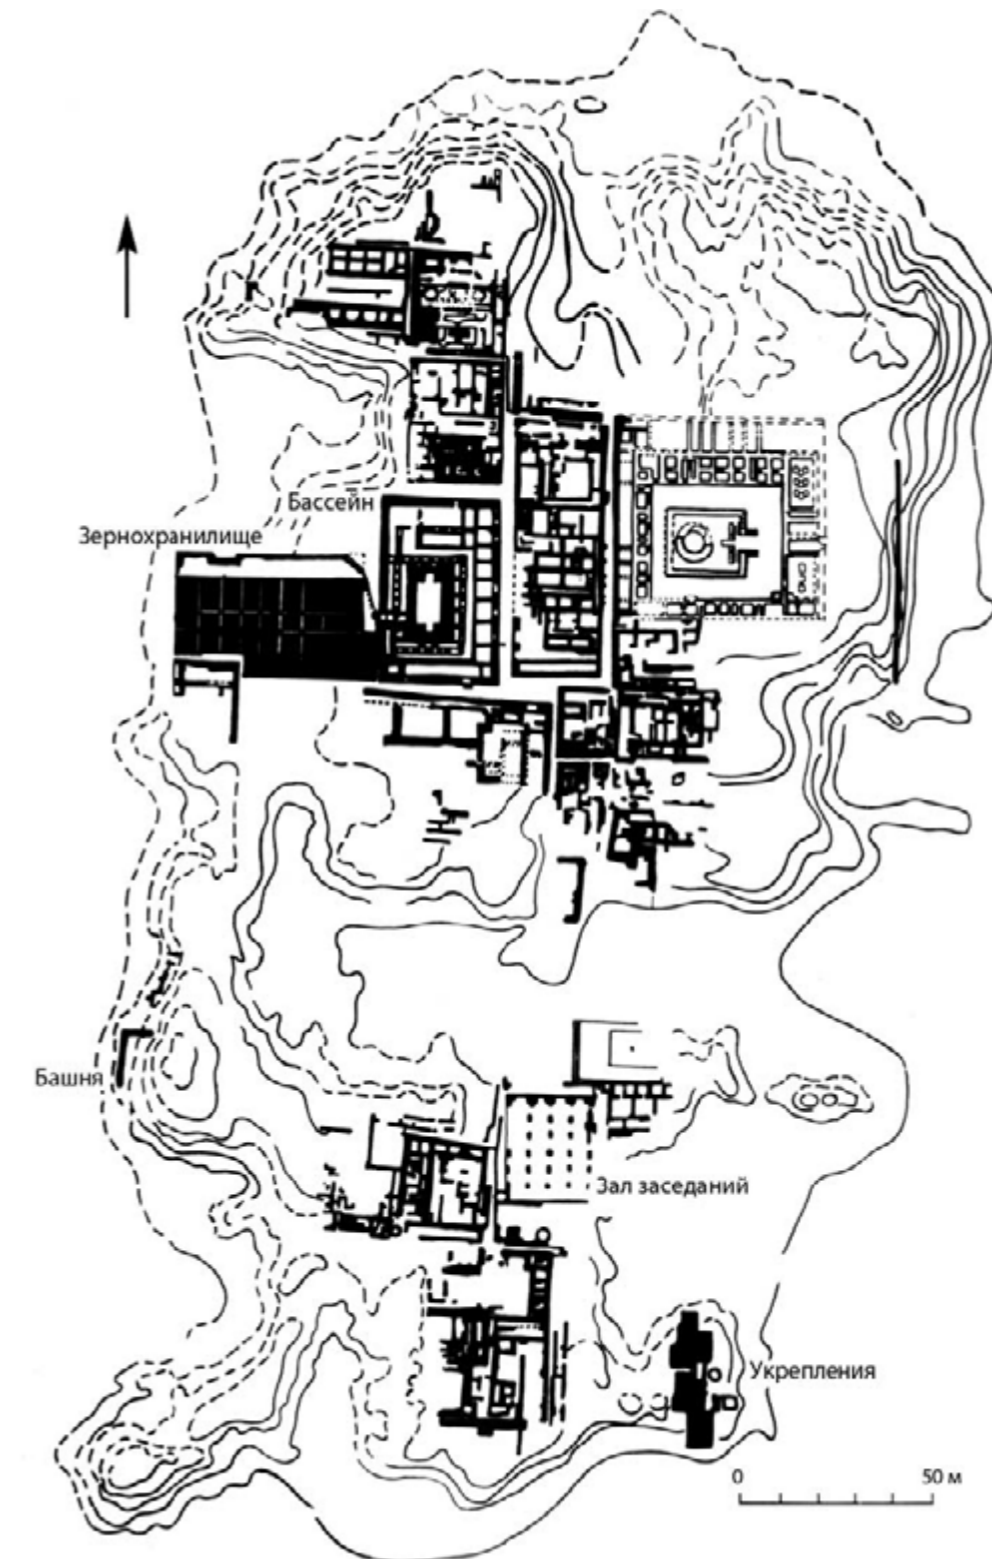 Бассейн
Зернохранилище
Башня
Зал заседаний
Укрепления
0 50 м